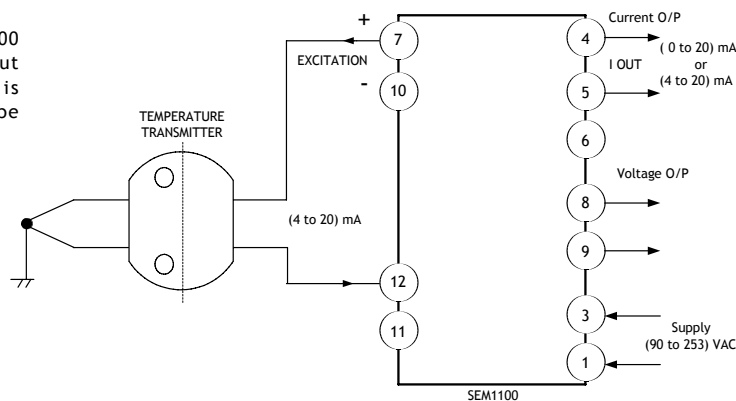 00
ut
is
be
TEMPERATURE
TRANSMITTER
(4 to 20) mA
+
EXCITATION
-
7
10
12
11
4
5
6
8
9
3
1
Current O/P
( 0 to 20) mA
I OUT
or
(4 to 20) mA
Voltage O/P
Supply
(90 to 253) VAC
SEM1100